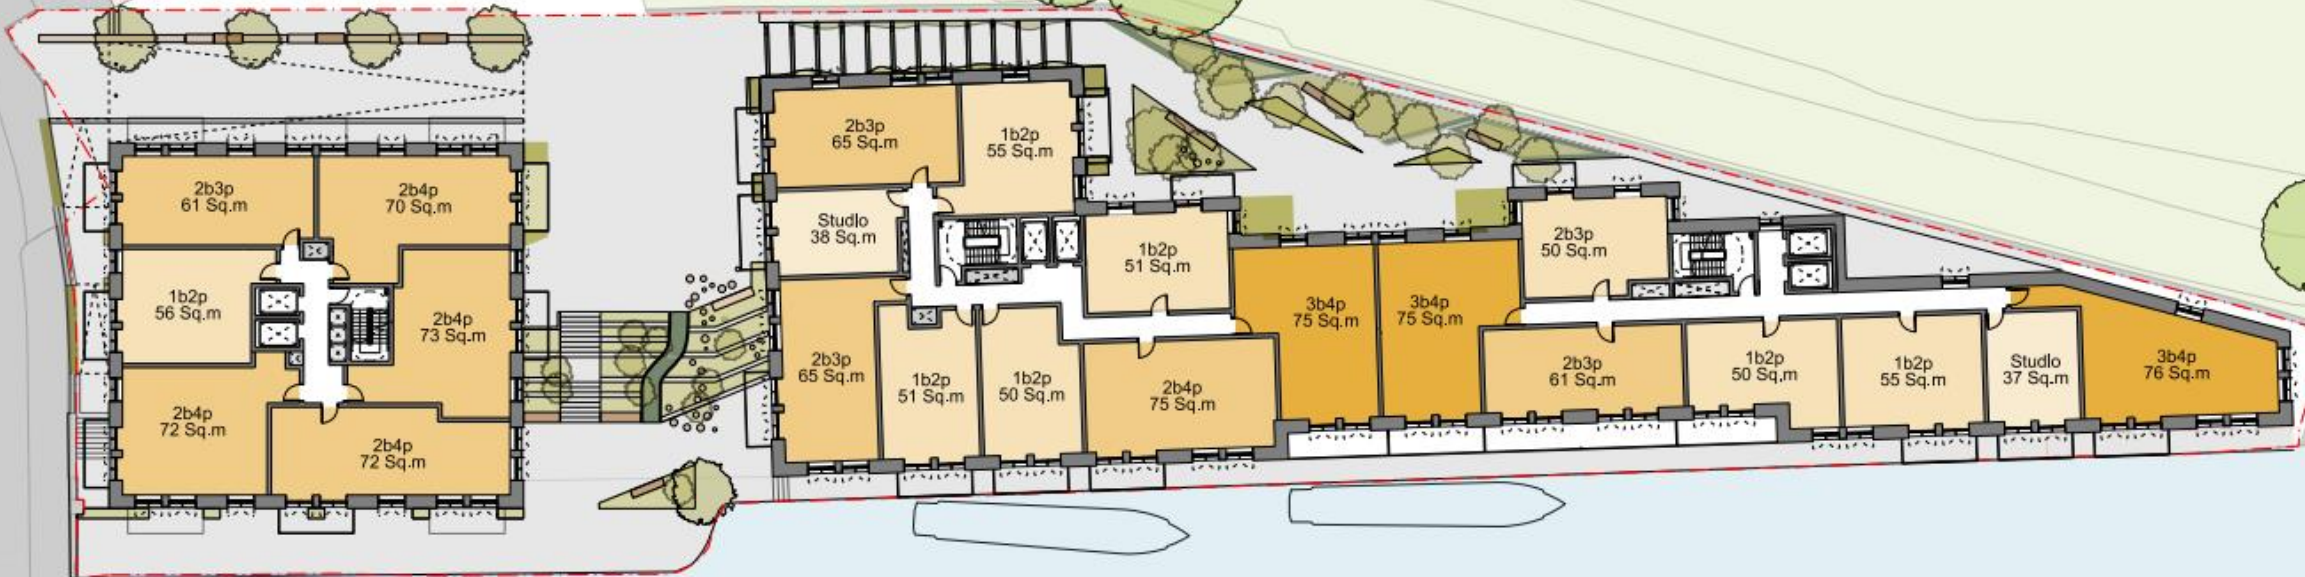 2b3p
61 Sq.m
2b4p
70 Sq.m
1b2p
56 Sq.m
2b4p
73 Sq.m
2b4p
72 Sq.m
2b4p
72 Sq.m
2b3p
65 Sq.m
1b2p
55 Sq.m
Studio
38 Sq.m
1b2p
51 Sq.m
2b3p
65 Sq.m
1b2p
51 Sq.m
1b2p
50 Sq.m
2b4p
75 Sq.m
3b4p
75 Sq.m
3b4p
75 Sq.m
2b3p
50 Sq.m
2b3p
61 Sq.m
1b2p
50 Sq.m
1b2p
55 Sq.m
Studio
37 Sq.m
3b4p
76 Sq.m